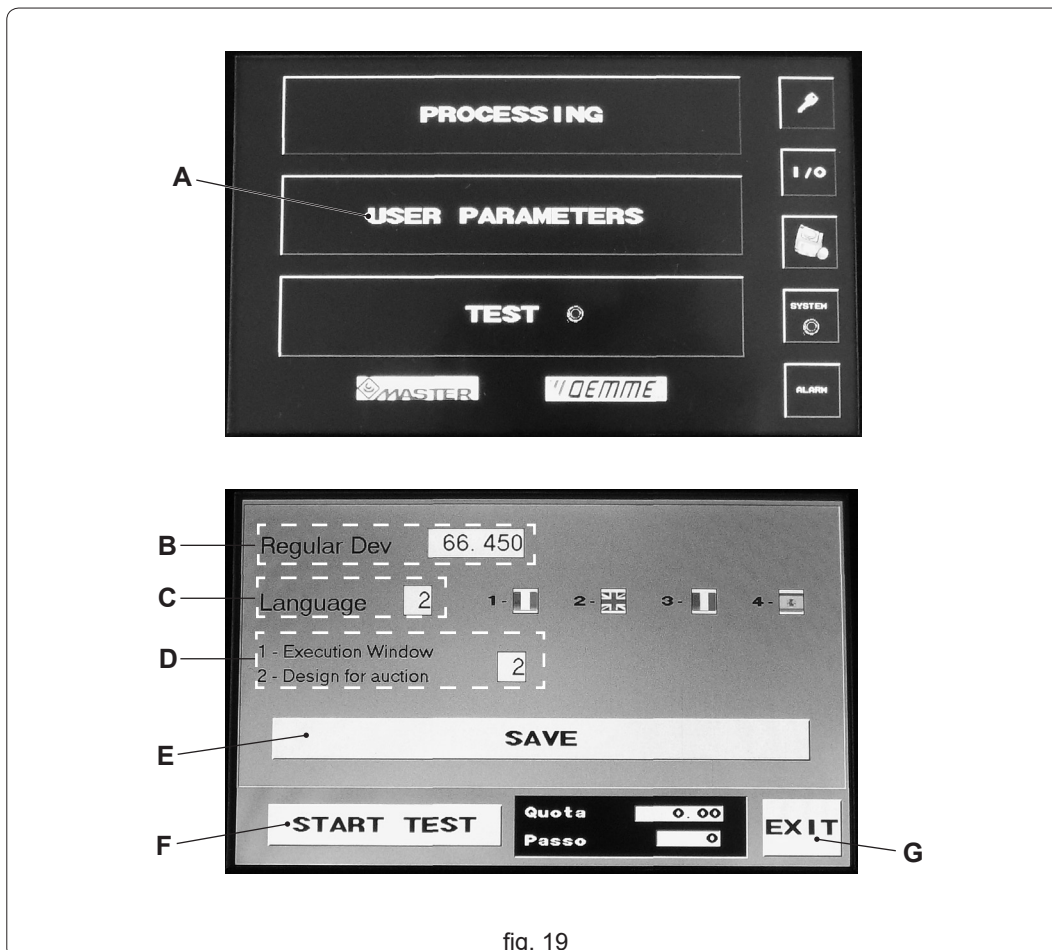 PROCESSING
I/O
A
USER PARAMETERS
SYSTEM
TEST
MASTER
OEMME
ALARM
B
Regular Dev 66. 450
C
Language 2 1 - 2 - 3 - 4 -
D
1 - Execution Window
2 - Design for auction 2
E
SAVE
F
START TEST
Quota 0. 00
Passo 0
EXIT
G
fig. 19